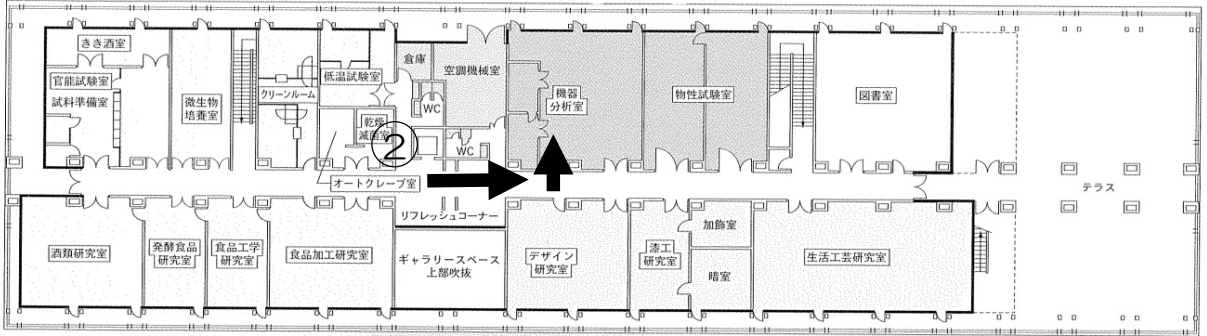 きき酒室
官能試験室
試料準備室
微生物
培養室
クリーンルーム
低温試験室
乾燥
滅菌室
倉庫
WC
空調機械室
WC
②
オートクレーブ室
リフレッシュコーナー
機器
分析室
物性試験室
図書室
テラス
酒類研究室
発酵食品
研究室
食品工学
研究室
食品加工研究室
ギャラリースペース
上部吹抜
デザイン
研究室
漆工
研究室
加飾室
暗室
生活工芸研究室